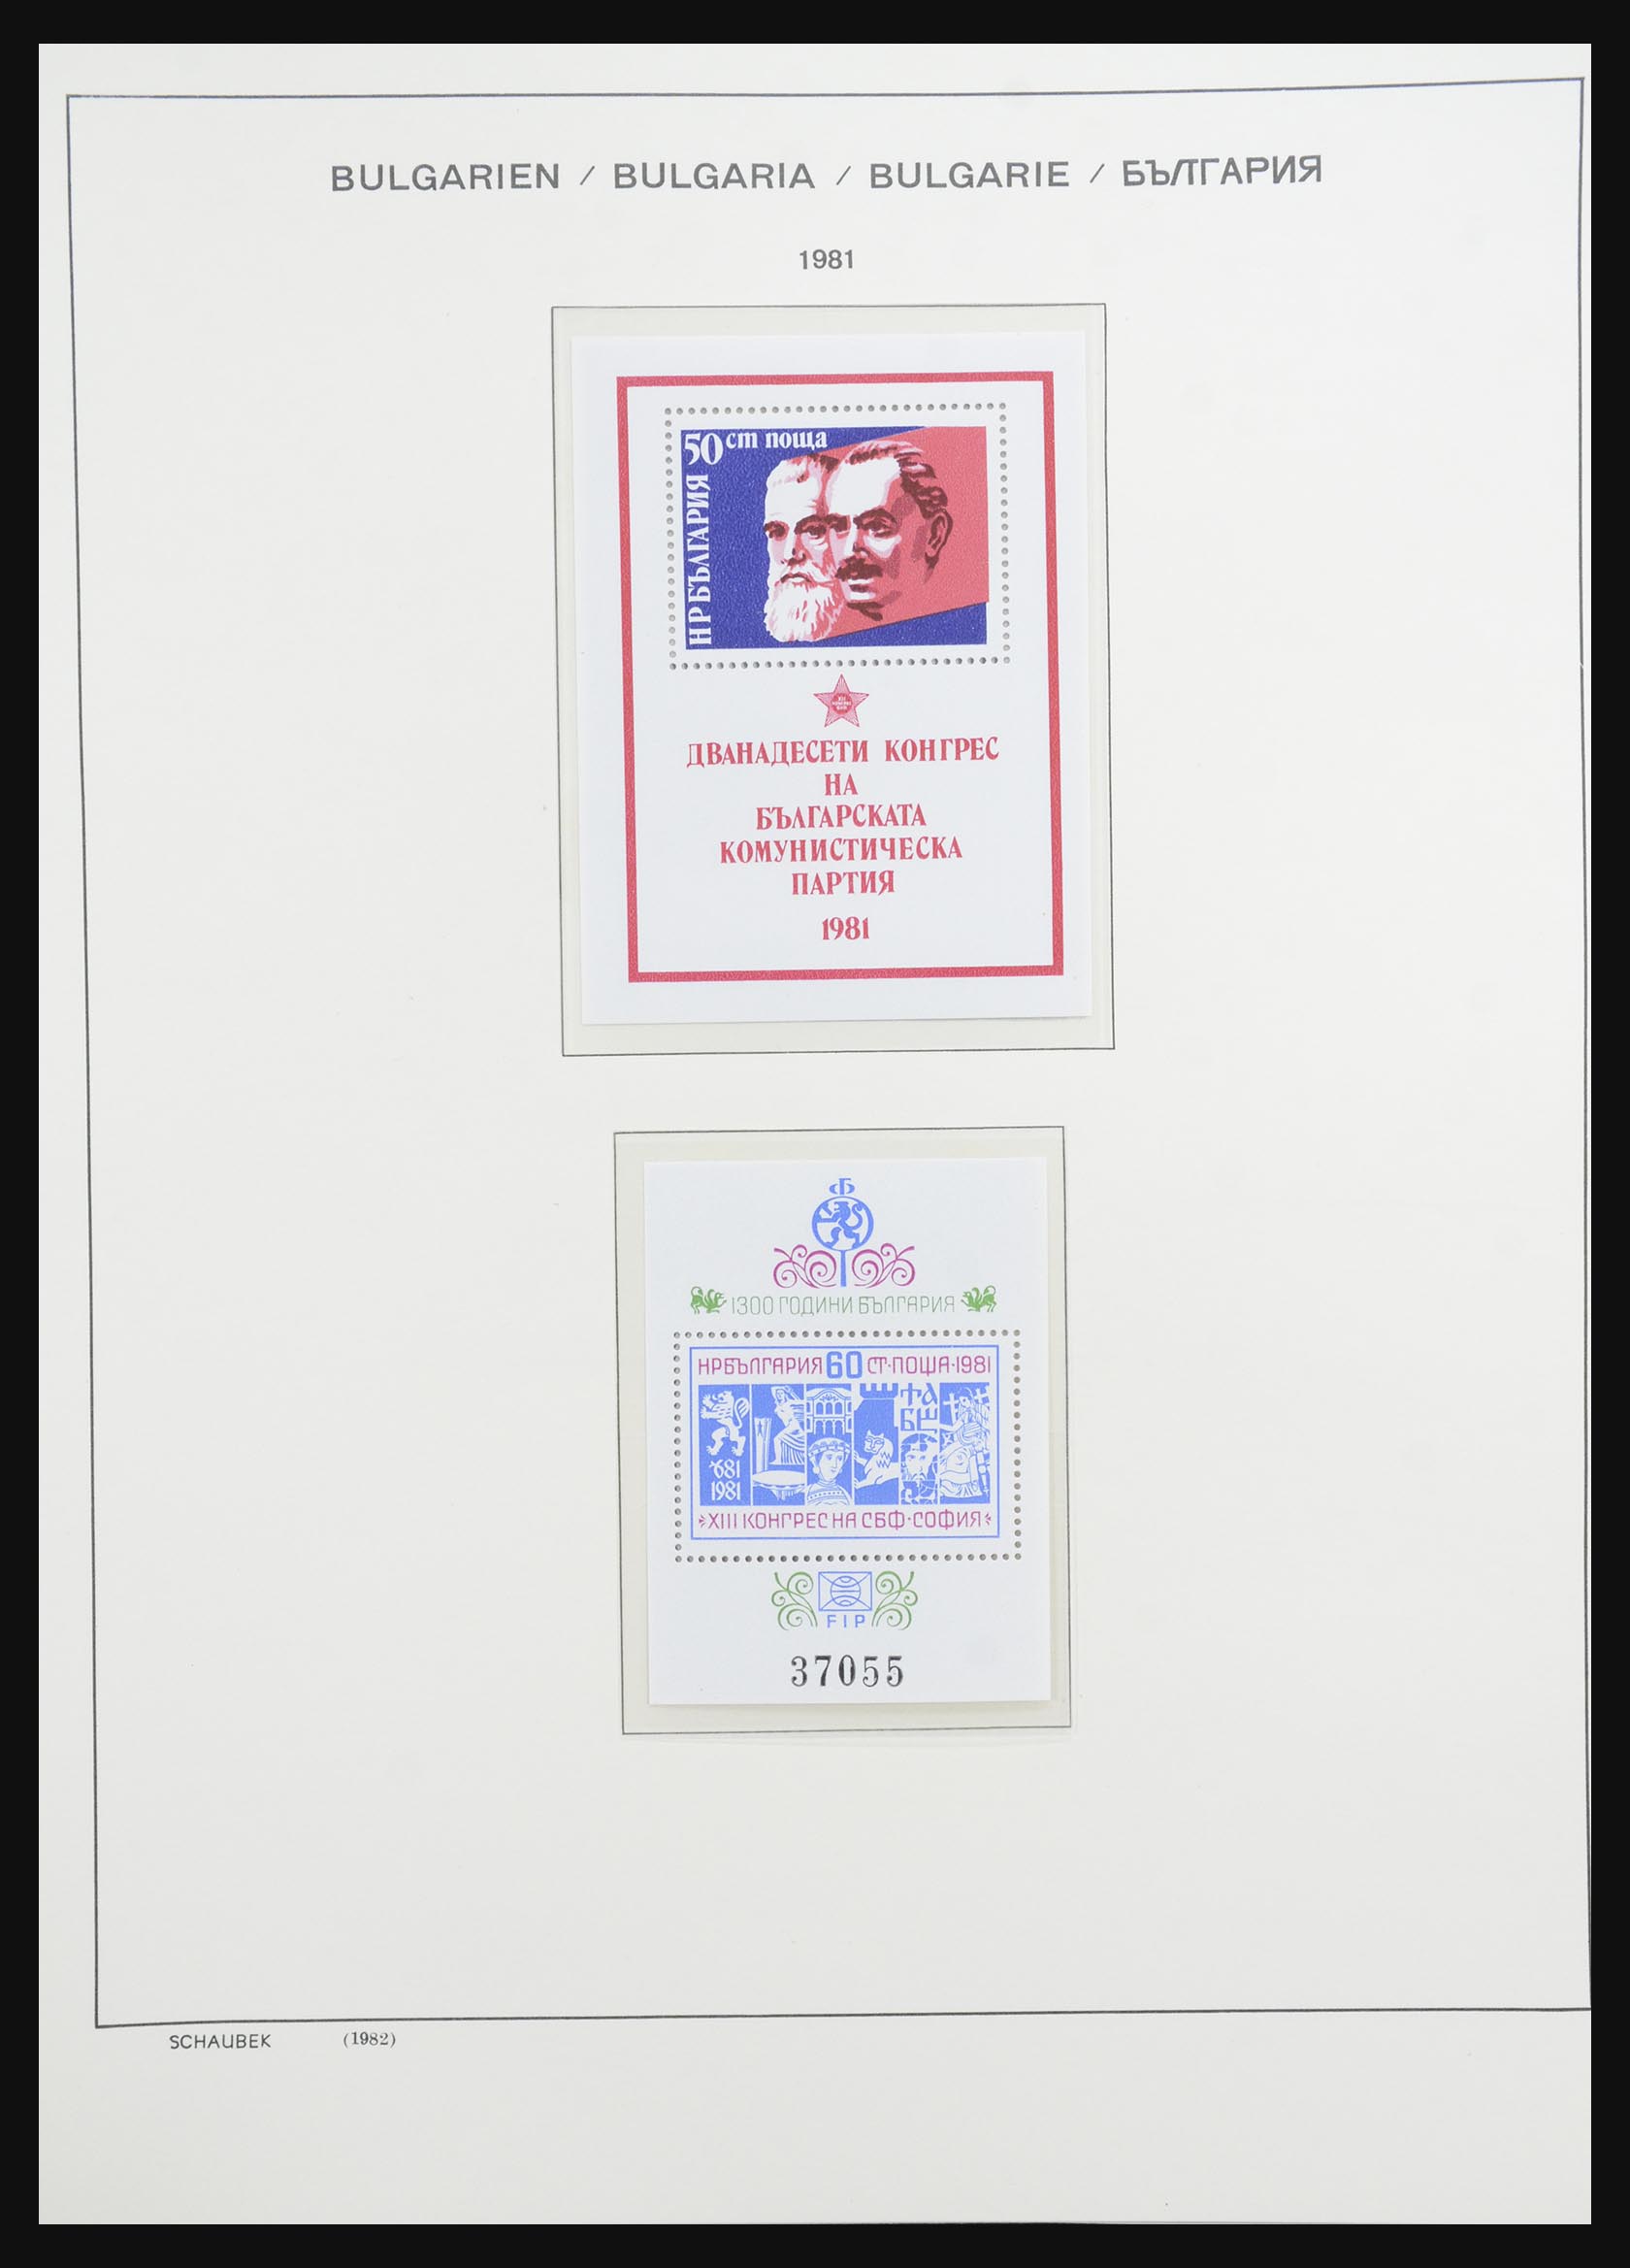 BULGARIEN / BULGARIA / BULGARIE / БЪЛГАРИЯ
1981
50 ст поща
НР БЪЛГАРИЯ
ДВАНАДЕСЕТИ КОНГРЕС
НА
БЪЛГАРСКАТА
КОМУНИСТИЧЕСКА
ПАРТИЯ
1981
1300 ГОДИНИ БЪЛГАРИЯ
НРБЪЛГАРИЯ 60 СТ·ПОЩА·1981
681
1981
XIII КОНГРЕС НА СБФ·СОФИЯ
FIP
37055
SCHAUBEK (1982)